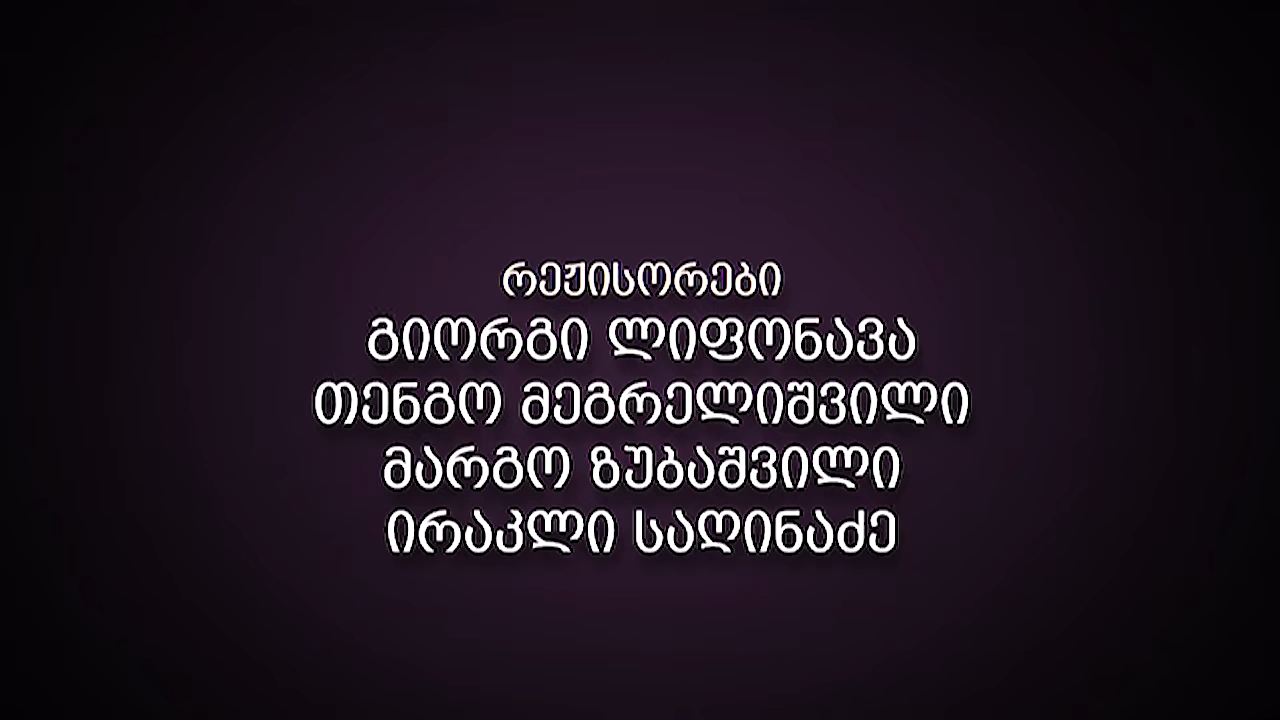 რეჟისორები
გიორგი ლიფონავა
თენგო მეგრელიშვილი
მარგო ზუბაშვილი
ირაკლი საღინაძე